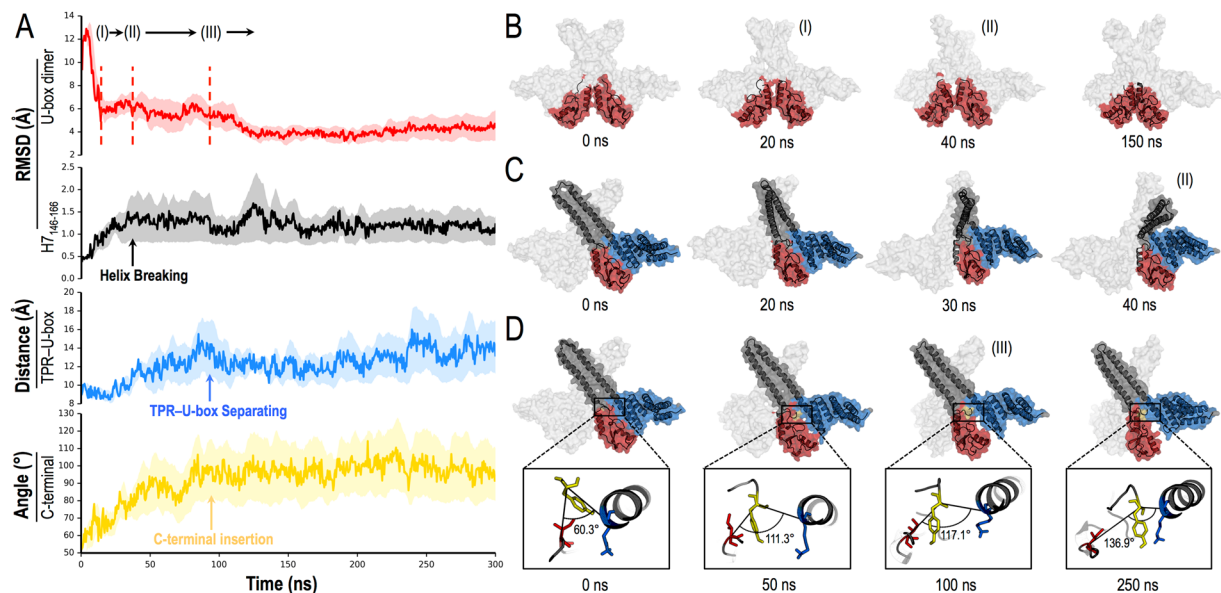 A
(I)
(II)
(III)
RMSD (Å)
U-box dimer
14
12
10
8
6
4
2
H7146-166
2.5
2.0
1.5
1.0
0.5
0.0
Helix Breaking
Distance (Å)
TPR–U-box
20
18
16
14
12
10
8
TPR–U-box Separating
Angle (°)
C-terminal
130
120
110
100
90
80
70
60
50
C-terminal insertion
0 50 100 150 200 250 300
Time (ns)
B
(I)
(II)
0 ns 20 ns 40 ns 150 ns
C
(II)
0 ns 20 ns 30 ns 40 ns
D
(III)
60.3°
111.3°
117.1°
136.9°
0 ns 50 ns 100 ns 250 ns